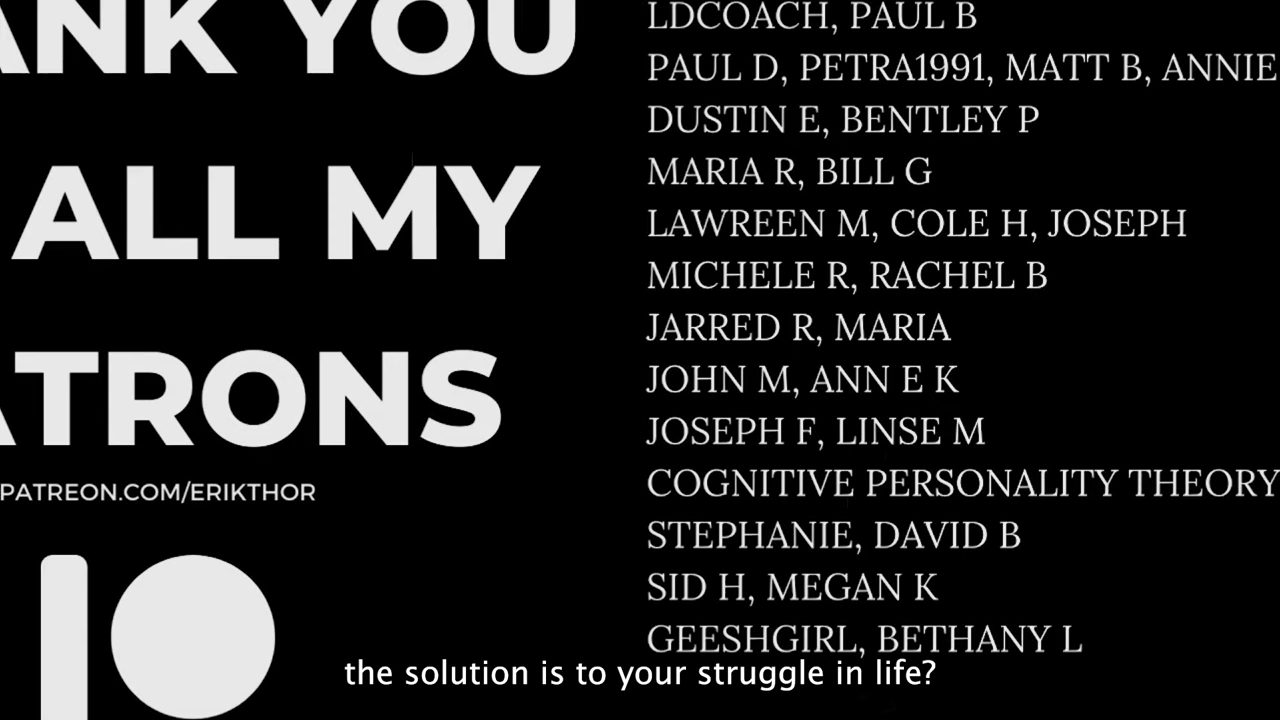 ANK YOU
ALL MY
ATRONS
PATREON.COM/ERIKTHOR
LDCOACH, PAUL B
PAUL D, PETRA1991, MATT B, ANNIE
DUSTIN E, BENTLEY P
MARIA R, BILL G
LAWREEN M, COLE H, JOSEPH
MICHELE R, RACHEL B
JARRED R, MARIA
JOHN M, ANN E K
JOSEPH F, LINSE M
COGNITIVE PERSONALITY THEORY
STEPHANIE, DAVID B
SID H, MEGAN K
GEESHGIRL, BETHANY L
the solution is to your struggle in life?